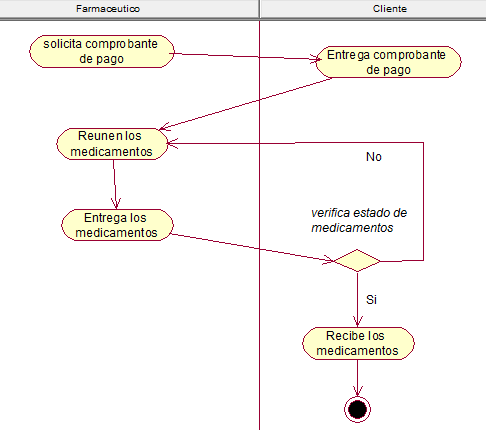 Farmaceutico
Cliente
solicita comprobante
de pago
Entrega comprobante
de pago
Reunen los
medicamentos
No
Entrega los
medicamentos
verifica estado de
medicamentos
Si
Recibe los
medicamentos